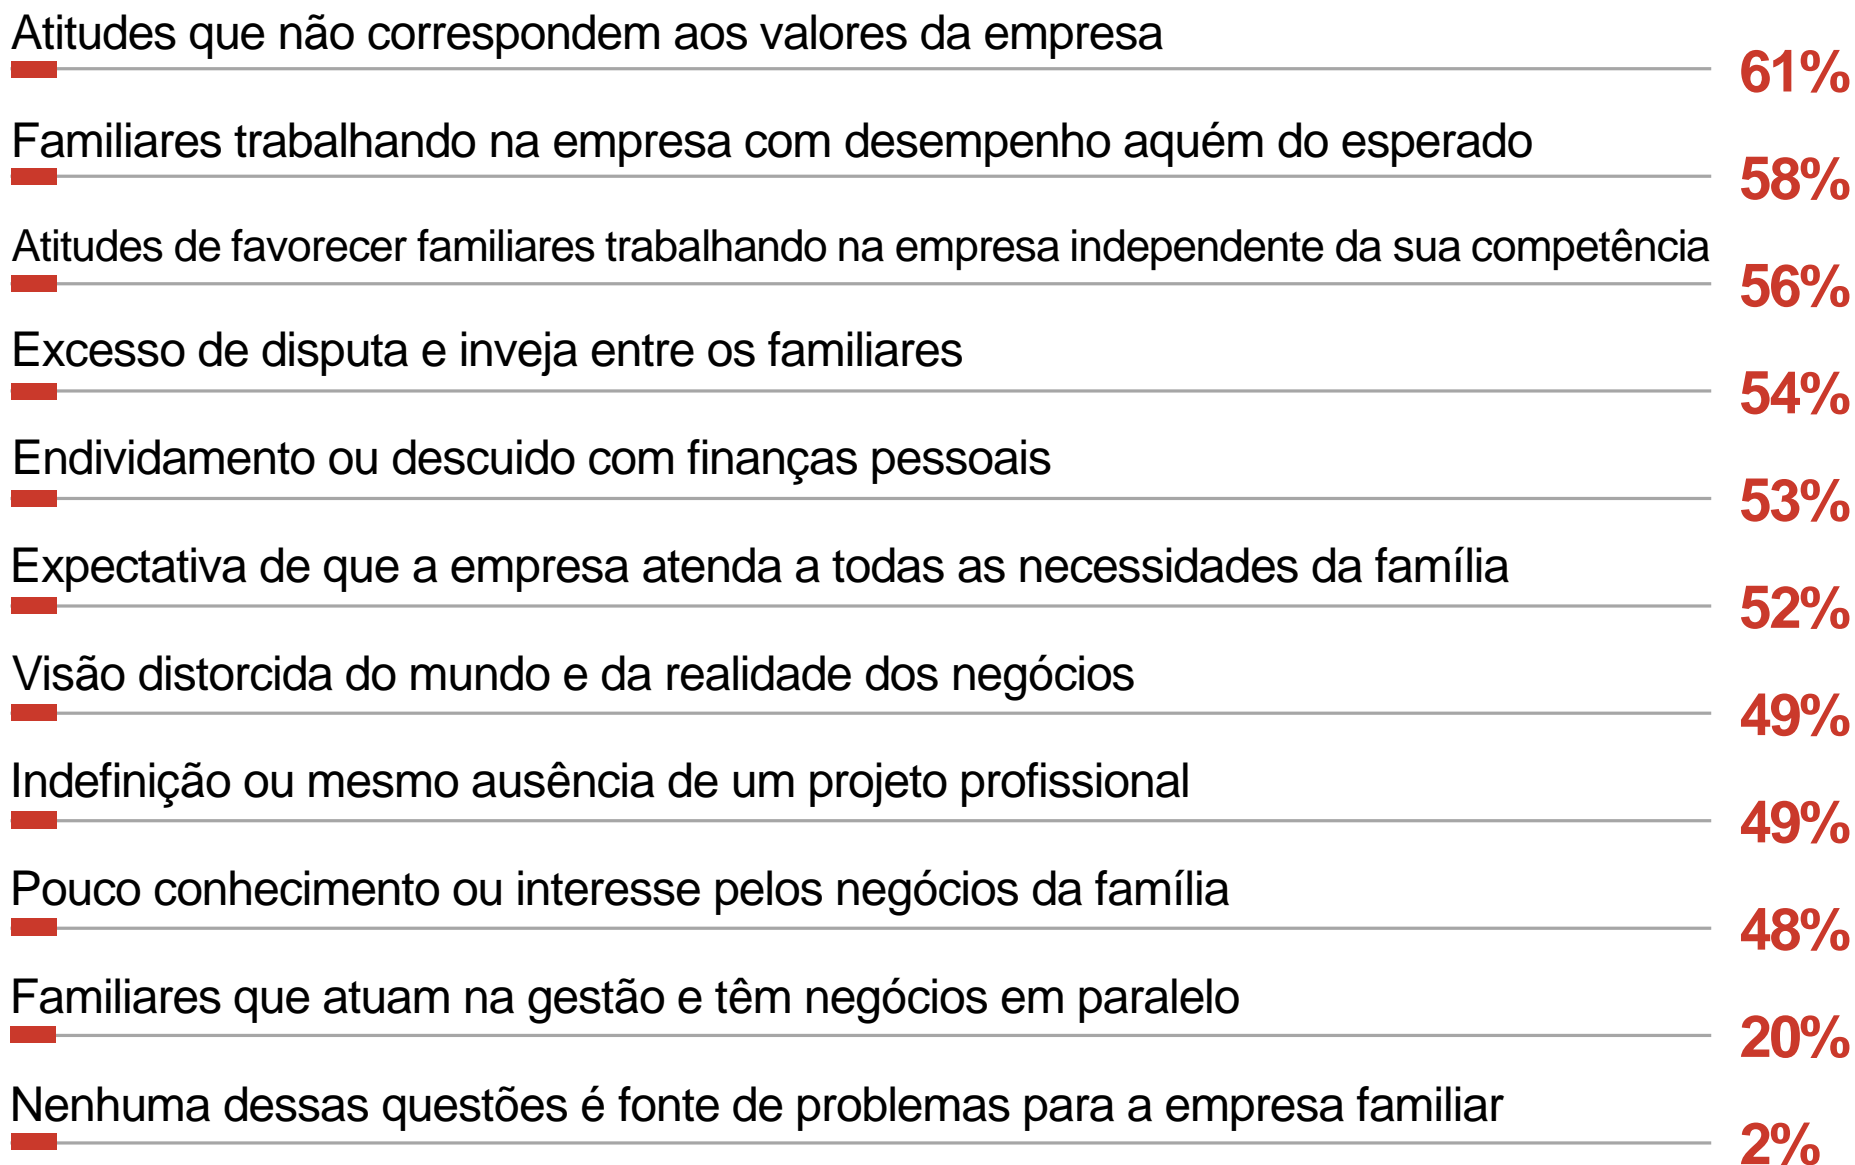 Atitudes que não correspondem aos valores da empresa
61%
Familiares trabalhando na empresa com desempenho aquém do esperado
58%
Atitudes de favorecer familiares trabalhando na empresa independente da sua competência
56%
Excesso de disputa e inveja entre os familiares
54%
Endividamento ou descuido com finanças pessoais
53%
Expectativa de que a empresa atenda a todas as necessidades da família
52%
Visão distorcida do mundo e da realidade dos negócios
49%
Indefinição ou mesmo ausência de um projeto profissional
49%
Pouco conhecimento ou interesse pelos negócios da família
48%
Familiares que atuam na gestão e têm negócios em paralelo
20%
Nenhuma dessas questões é fonte de problemas para a empresa familiar
2%